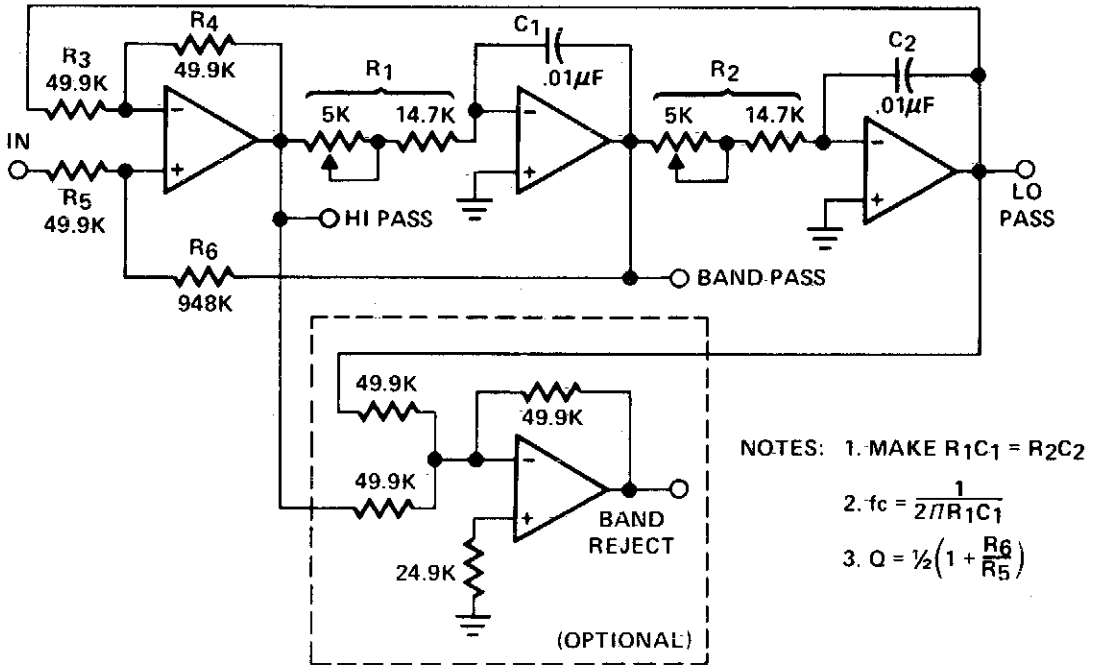 R4
49.9K
R3
49.9K
C1
.01µF
C2
.01µF
R1
5K
14.7K
R2
5K
14.7K
IN
R5
49.9K
−
+
−
+
−
+
HI PASS
LO
PASS
R6
948K
BAND-PASS
49.9K
49.9K
49.9K
−
+
BAND
REJECT
24.9K
(OPTIONAL)
NOTES: 1. MAKE R1C1 = R2C2
2. fc = 1 / 2πR1C1
3. Q = ½(1 + R6/R5)